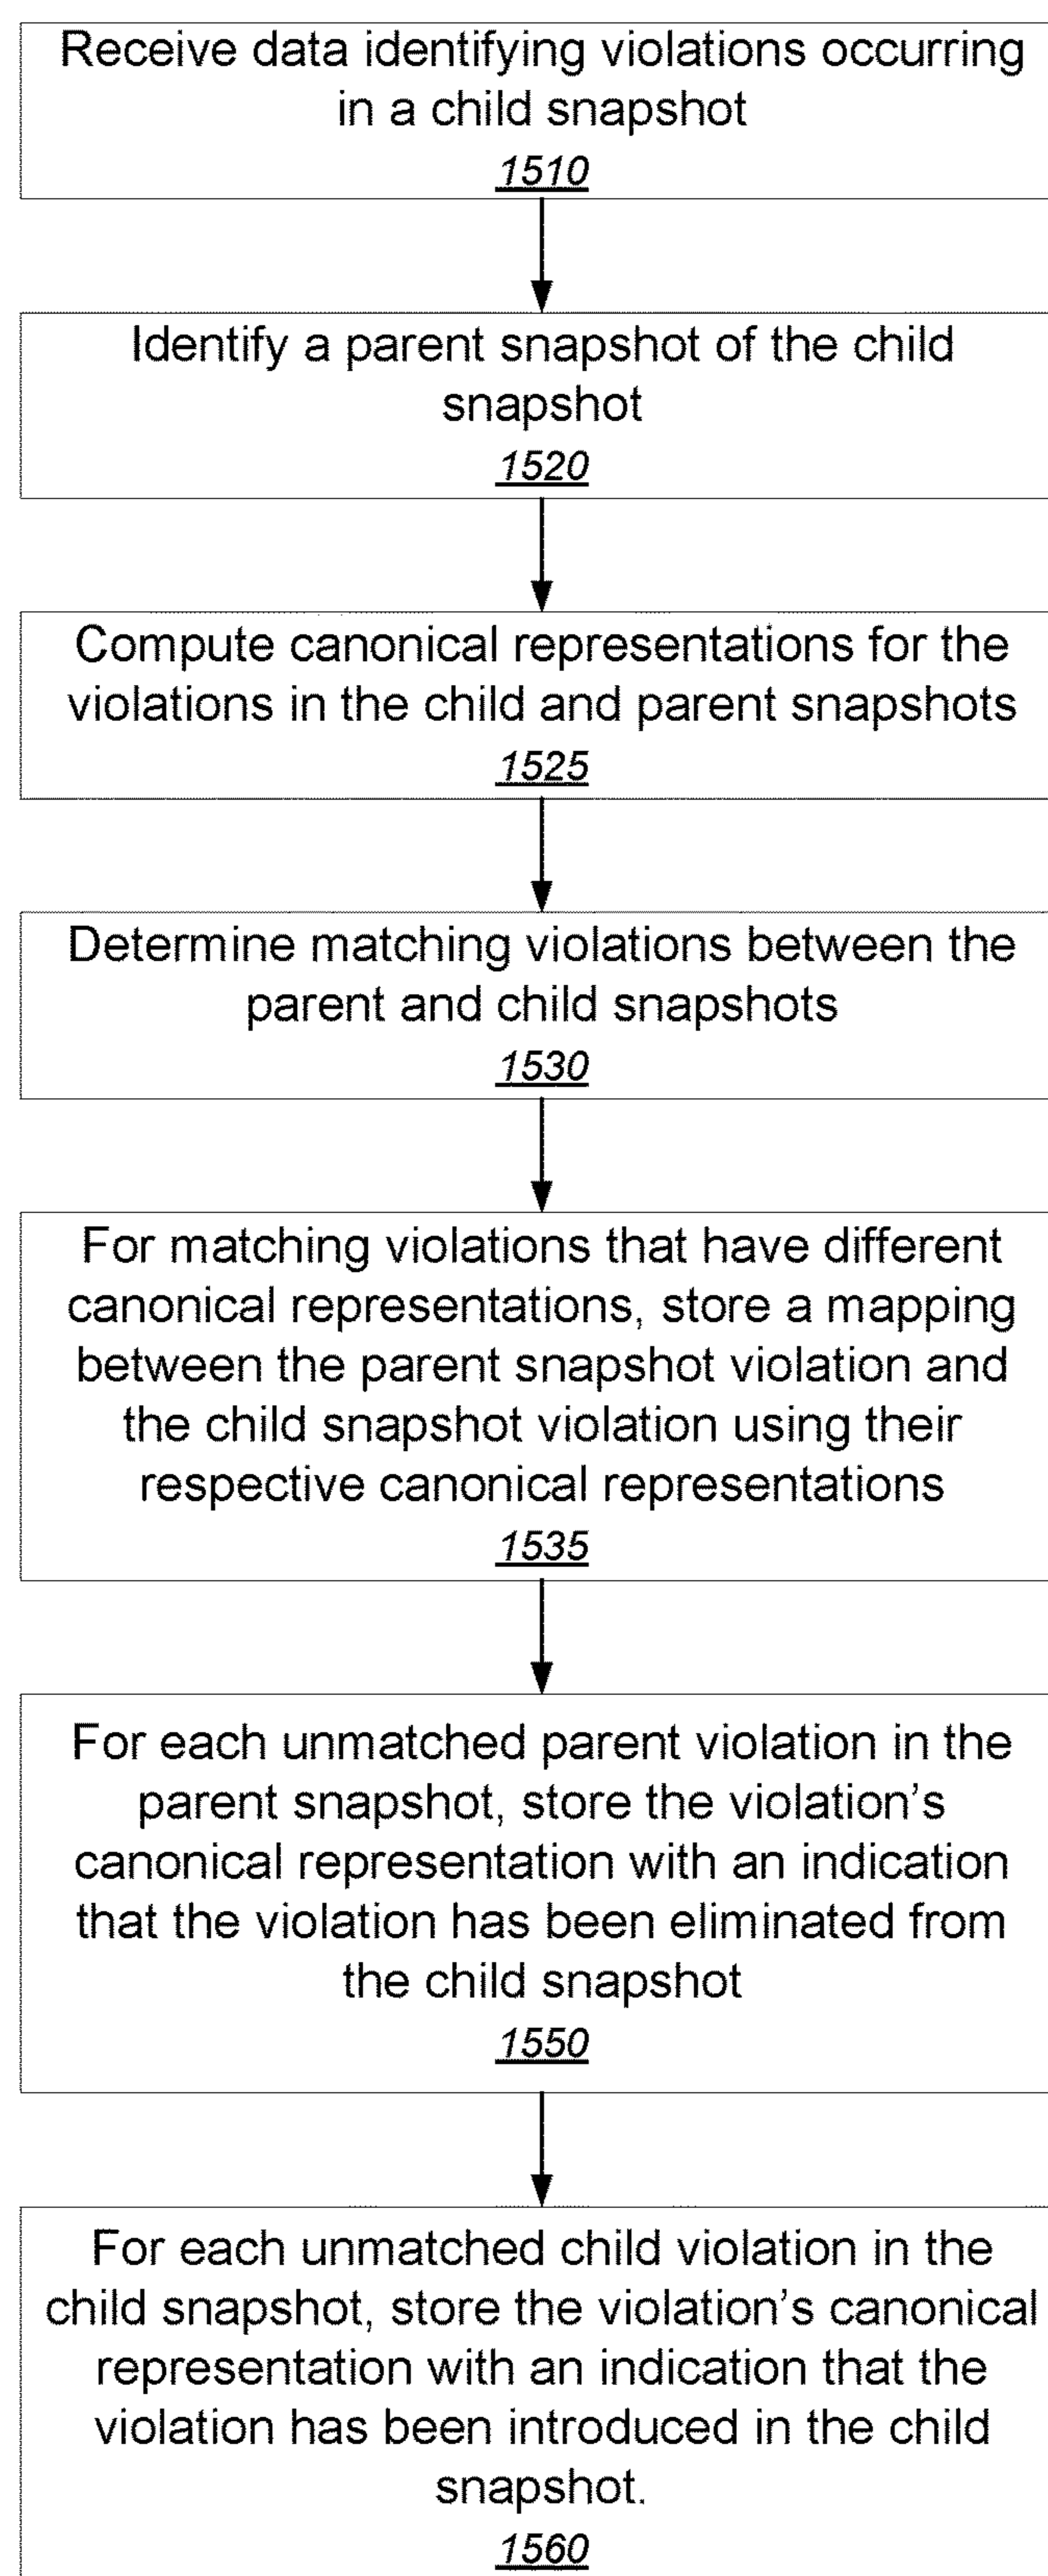 Receive data identifying violations occurring
in a child snapshot
1510
Identify a parent snapshot of the child
snapshot
1520
Compute canonical representations for the
violations in the child and parent snapshots
1525
Determine matching violations between the
parent and child snapshots
1530
For matching violations that have different
canonical representations, store a mapping
between the parent snapshot violation and
the child snapshot violation using their
respective canonical representations
1535
For each unmatched parent violation in the
parent snapshot, store the violation's
canonical representation with an indication
that the violation has been eliminated from
the child snapshot
1550
For each unmatched child violation in the
child snapshot, store the violation's canonical
representation with an indication that the
violation has been introduced in the child
snapshot.
1560